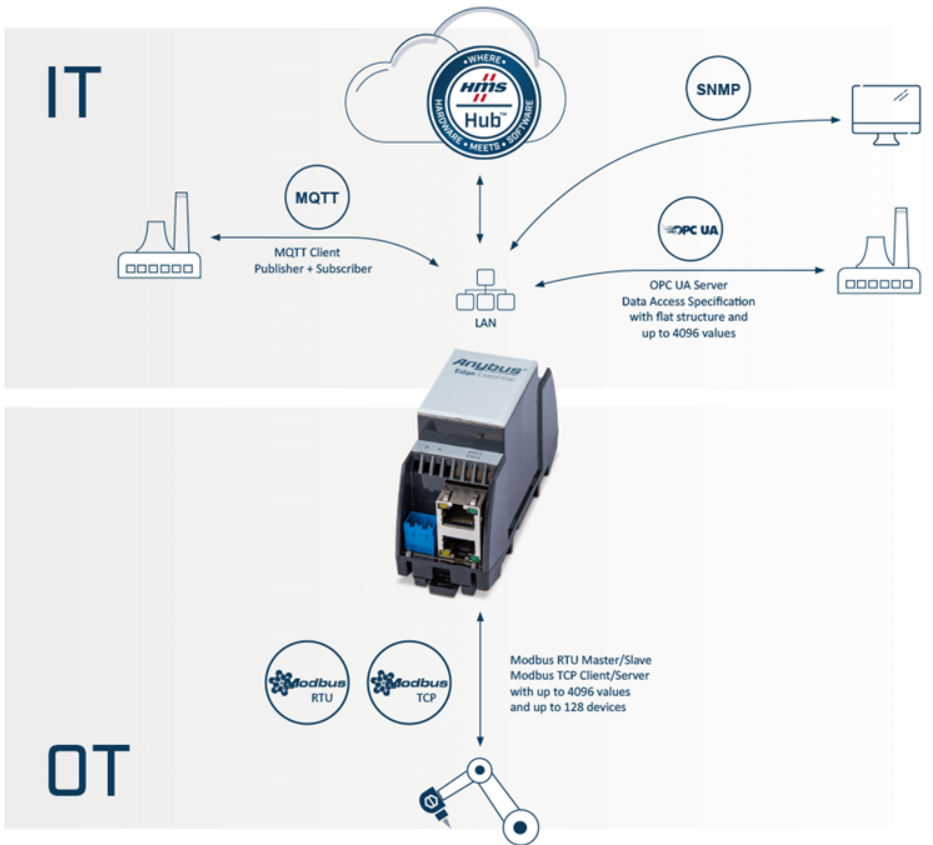 IT
WHERE
HARDWARE • MEETS • SOFTWARE
HMS
Hub™
SNMP
MQTT
MQTT Client
Publisher + Subscriber
OPC UA
OPC UA Server
Data Access Specification
with flat structure and
up to 4096 values
LAN
Anybus®
Edge Essential
Modbus
RTU
Modbus
TCP
Modbus RTU Master/Slave
Modbus TCP Client/Server
with up to 4096 values
and up to 128 devices
OT